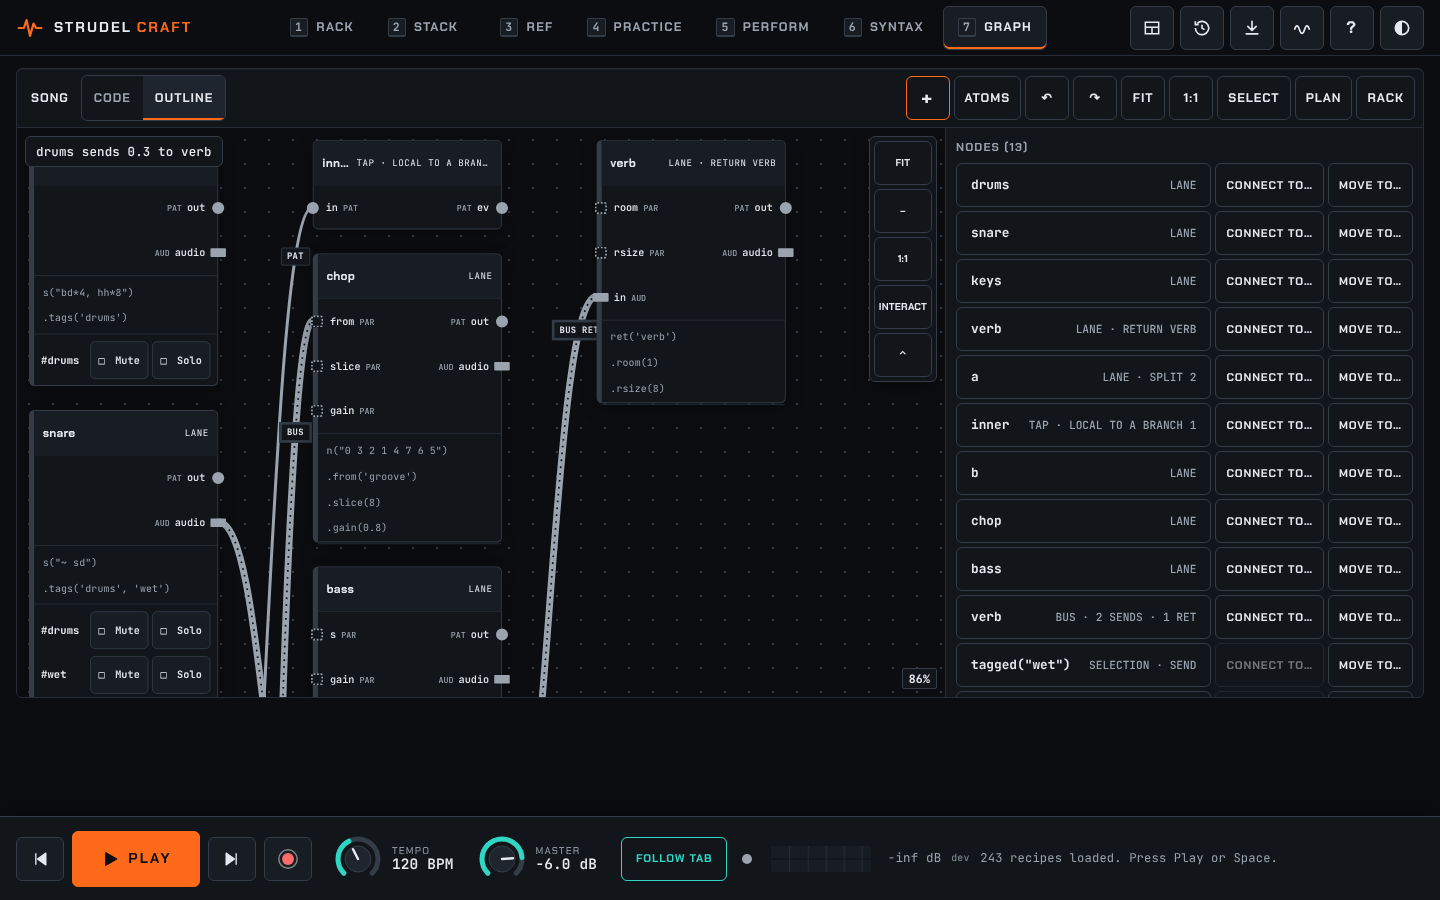 STRUDEL CRAFT
1 RACK
2 STACK
3 REF
4 PRACTICE
5 PERFORM
6 SYNTAX
7 GRAPH
?
SONG
CODE
OUTLINE
+
ATOMS
↶
↷
FIT
1:1
SELECT
PLAN
RACK
drums sends 0.3 to verb
PAT out
AUD audio
s("bd*4, hh*8")
.tags('drums')
#drums
□ Mute
□ Solo
snare LANE
PAT out
AUD audio
s("~ sd")
.tags('drums', 'wet')
#drums
□ Mute
□ Solo
#wet
□ Mute
□ Solo
PAT
BUS
inn… TAP · LOCAL TO A BRAN…
in PAT
PAT ev
chop LANE
from PAR
PAT out
slice PAR
AUD audio
gain PAR
n("0 3 2 1 4 7 6 5")
.from('groove')
.slice(8)
.gain(0.8)
bass LANE
s PAR
PAT out
gain PAR
AUD audio
BUS RET
verb LANE · RETURN VERB
room PAR
PAT out
rsize PAR
AUD audio
in AUD
ret('verb')
.room(1)
.rsize(8)
FIT
–
1:1
INTERACT
^
86%
NODES (13)
drums LANE CONNECT TO… MOVE TO…
snare LANE CONNECT TO… MOVE TO…
keys LANE CONNECT TO… MOVE TO…
verb LANE · RETURN VERB CONNECT TO… MOVE TO…
a LANE · SPLIT 2 CONNECT TO… MOVE TO…
inner TAP · LOCAL TO A BRANCH 1 CONNECT TO… MOVE TO…
b LANE CONNECT TO… MOVE TO…
chop LANE CONNECT TO… MOVE TO…
bass LANE CONNECT TO… MOVE TO…
verb BUS · 2 SENDS · 1 RET CONNECT TO… MOVE TO…
tagged("wet") SELECTION · SEND CONNECT TO… MOVE TO…
PLAY
TEMPO
120 BPM
MASTER
-6.0 dB
FOLLOW TAB
-inf dB dev 243 recipes loaded. Press Play or Space.